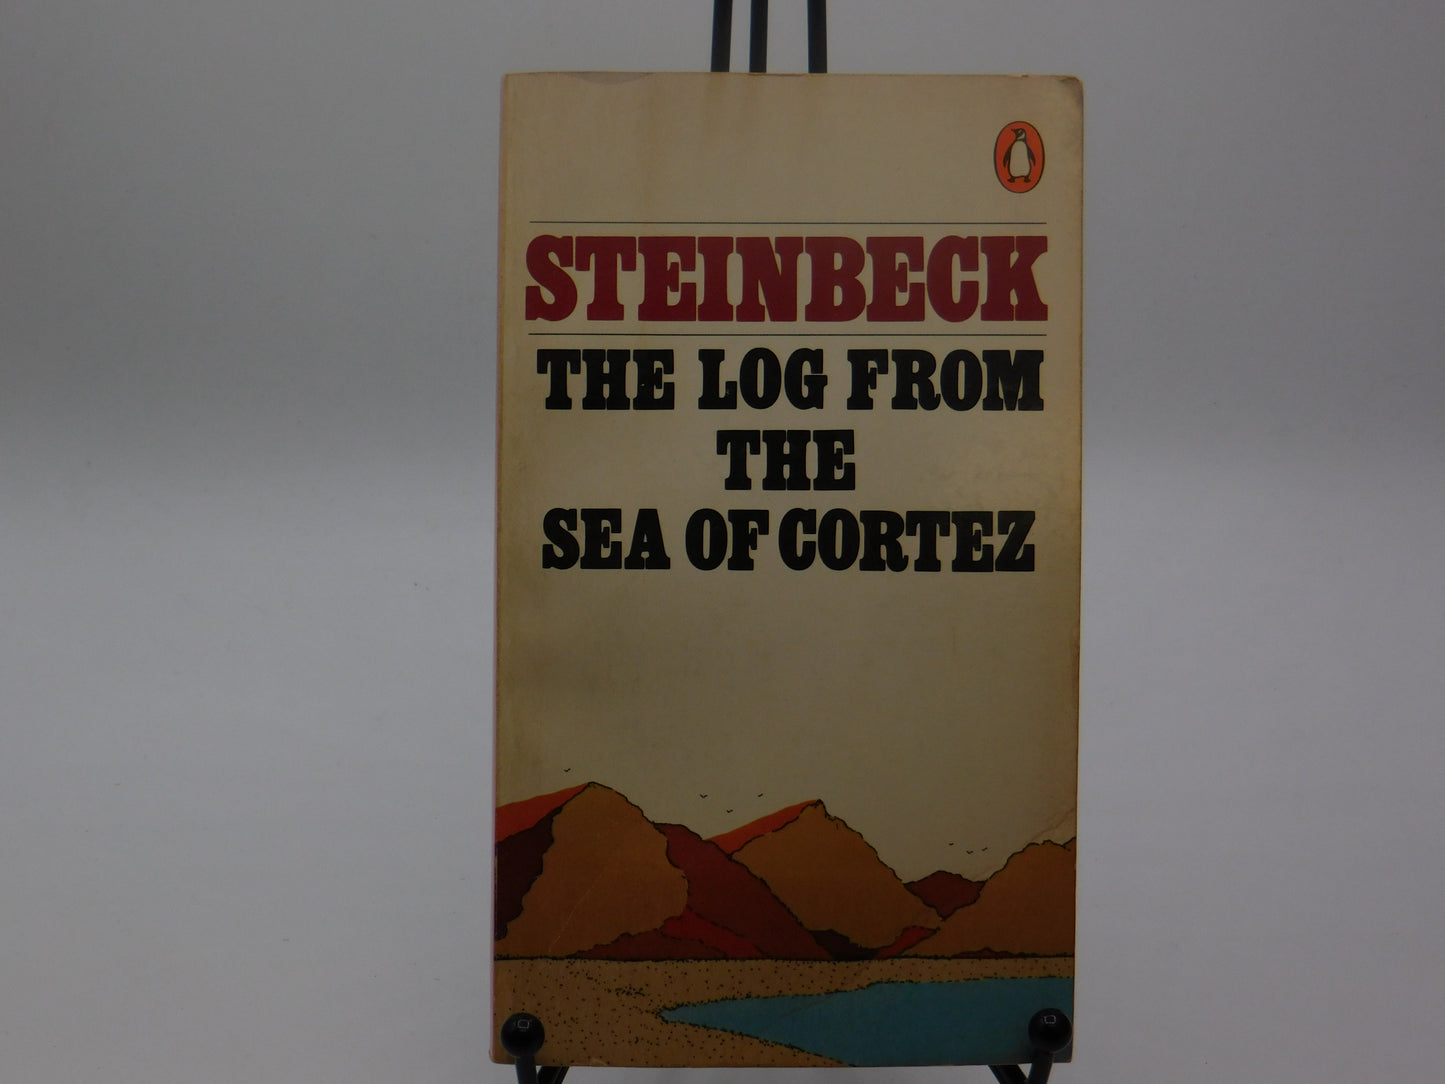 STEINBECK
THE LOG FROM
THE
SEA OF CORTEZ